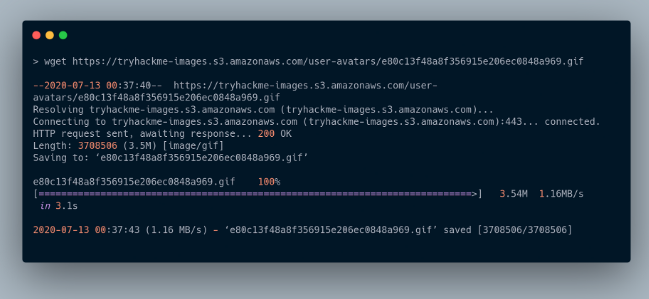 > wget https://tryhackme-images.s3.amazonaws.com/user-avatars/e80c13f48a8f356915e206ec0848a969.gif
--2020-07-13 00:37:40-- https://tryhackme-images.s3.amazonaws.com/user-
avatars/e80c13f48a8f356915e206ec0848a969.gif
Resolving tryhackme-images.s3.amazonaws.com (tryhackme-images.s3.amazonaws.com)...
Connecting to tryhackme-images.s3.amazonaws.com (tryhackme-images.s3.amazonaws.com):443... connected.
HTTP request sent, awaiting response... 200 OK
Length: 3708506 (3.5M) [image/gif]
Saving to: ‘e80c13f48a8f356915e206ec0848a969.gif’
e80c13f48a8f356915e206ec0848a969.gif 100%
[==============================================================================>] 3.54M 1.16MB/s
in 3.1s
2020-07-13 00:37:43 (1.16 MB/s) - ‘e80c13f48a8f356915e206ec0848a969.gif’ saved [3708506/3708506]